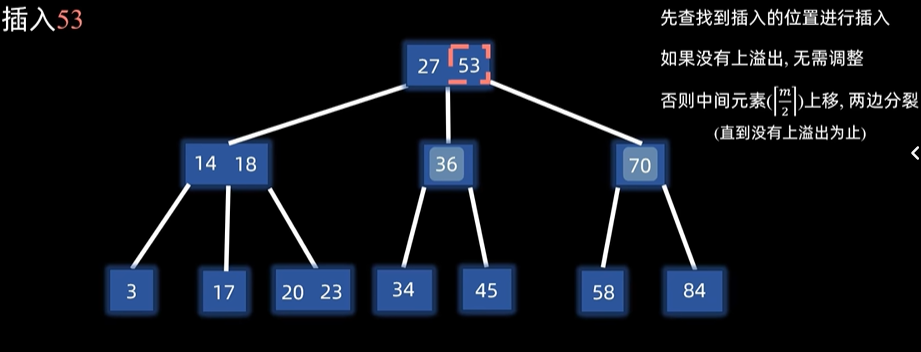 插入53
先查找到插入的位置进行插入
如果没有上溢出, 无需调整
否则中间元素(⌈m/2⌉)上移, 两边分裂
(直到没有上溢出为止)
27 53
14 18
36
70
3
17
20 23
34
45
58
84